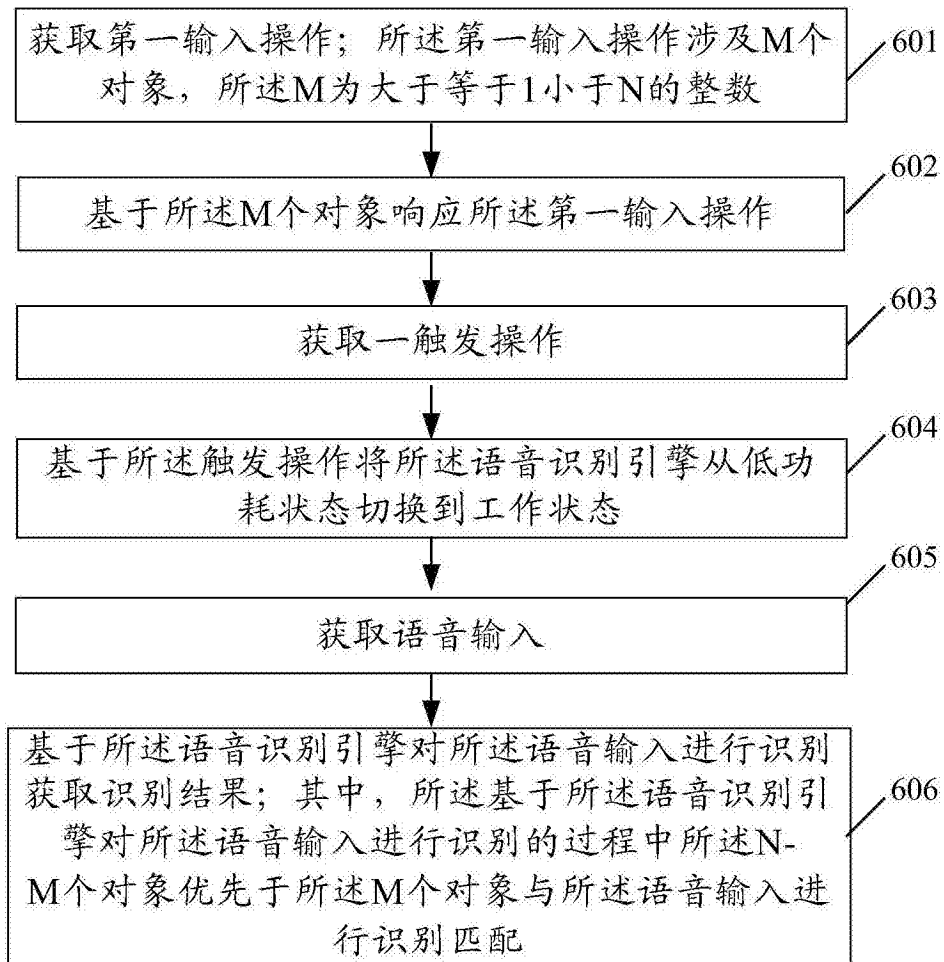 获取第一输入操作；所述第一输入操作涉及M个
对象，所述M为大于等于1小于N的整数
601
基于所述M个对象响应所述第一输入操作
602
获取一触发操作
603
基于所述触发操作将所述语音识别引擎从低功
耗状态切换到工作状态
604
获取语音输入
605
基于所述语音识别引擎对所述语音输入进行识别
获取识别结果；其中，所述基于所述语音识别引
擎对所述语音输入进行识别的过程中所述N-
M个对象优先于所述M个对象与所述语音输入进
行识别匹配
606